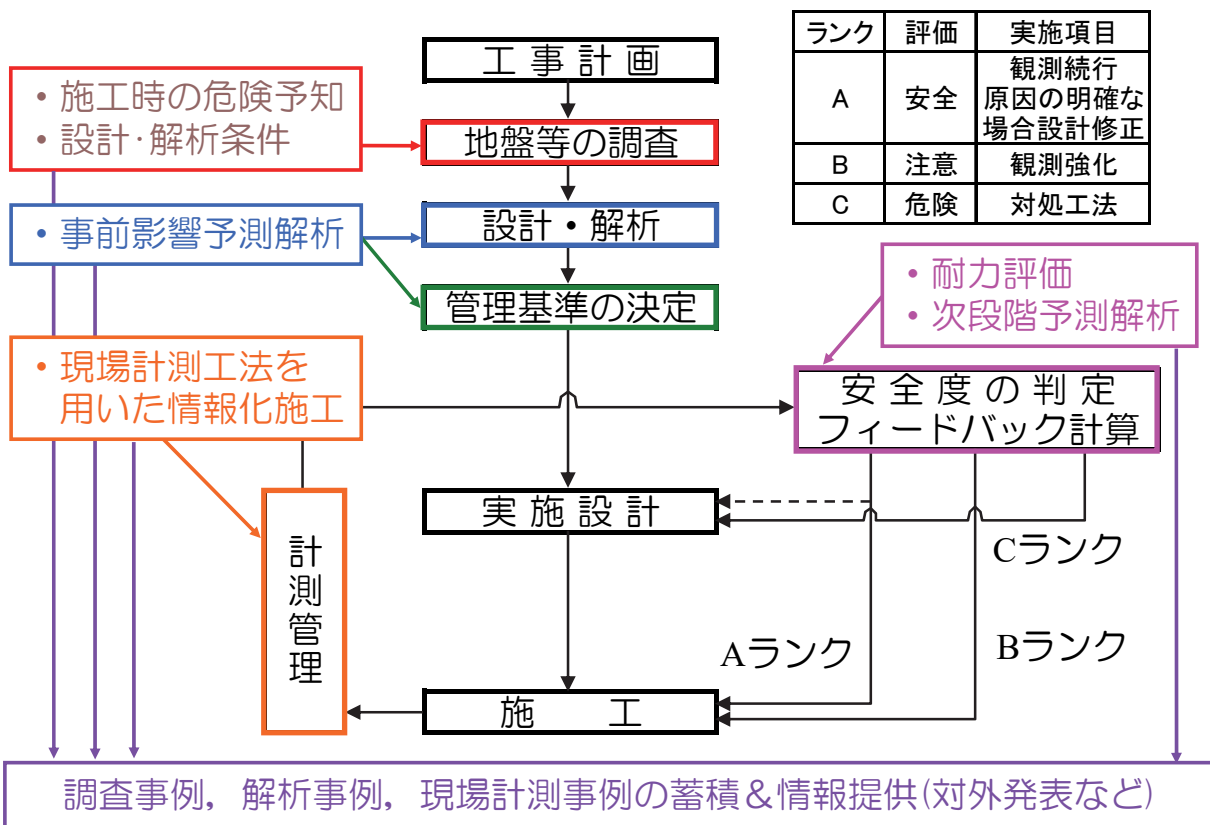 工 事 計 画
・施工時の危険予知
・設計･解析条件
地盤等の調査
・事前影響予測解析
設計・解析
管理基準の決定
ランク 評価 実施項目
A 安全 観測続行
原因の明確な
場合設計修正
B 注意 観測強化
C 危険 対処工法
・耐力評価
・次段階予測解析
・現場計測工法を
用いた情報化施工
安 全 度 の 判 定
フィードバック計算
実 施 設 計
計測管理
Cランク
Aランク
Bランク
施 工
調査事例，解析事例，現場計測事例の蓄積＆情報提供(対外発表など)